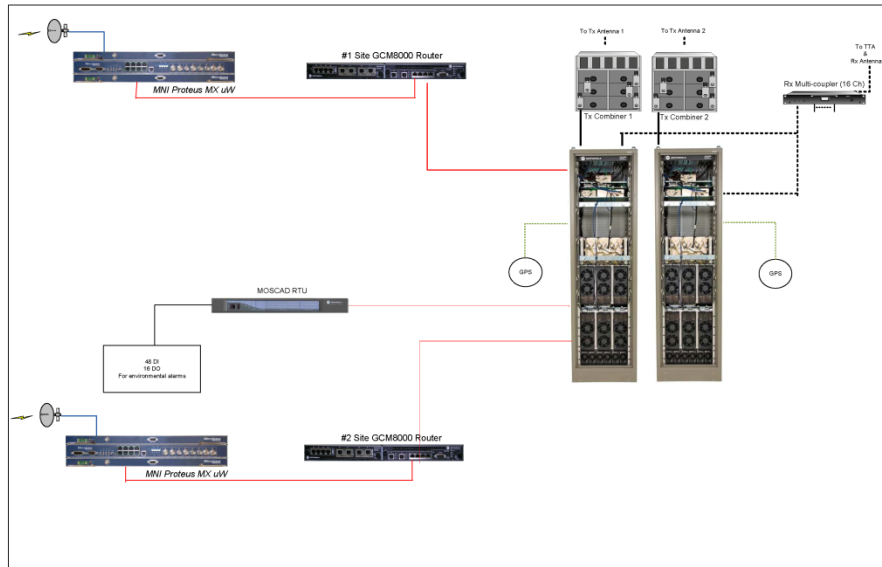 To Tx Antenna 1
To Tx Antenna 2
To TTA
&
Rx Antenna
#1 Site GCM8000 Router
MNI Proteus MX uW
Rx Multi-coupler (16 Ch)
Tx Combiner 1
Tx Combiner 2
GPS
GPS
MOSCAD RTU
48 DI
16 DO
For environmental alarms
#2 Site GCM8000 Router
MNI Proteus MX uW